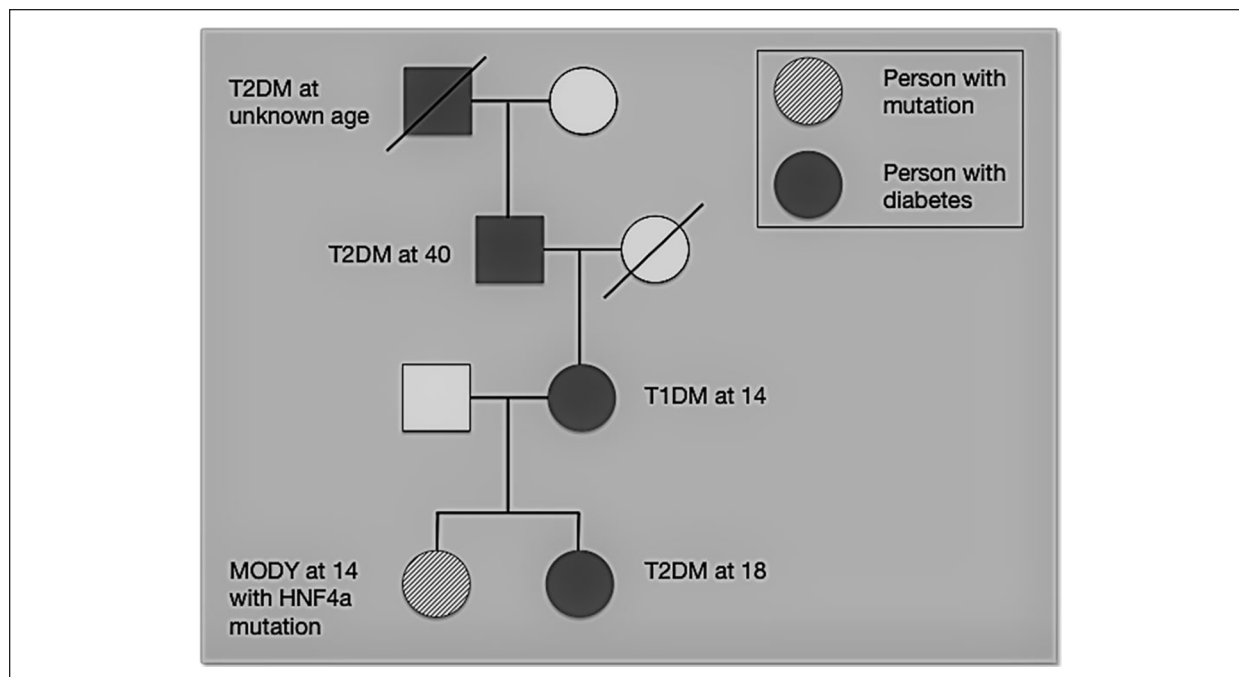 T2DM at
unknown age
Person with
mutation
Person with
diabetes
T2DM at 40
T1DM at 14
MODY at 14
with HNF4a
mutation
T2DM at 18